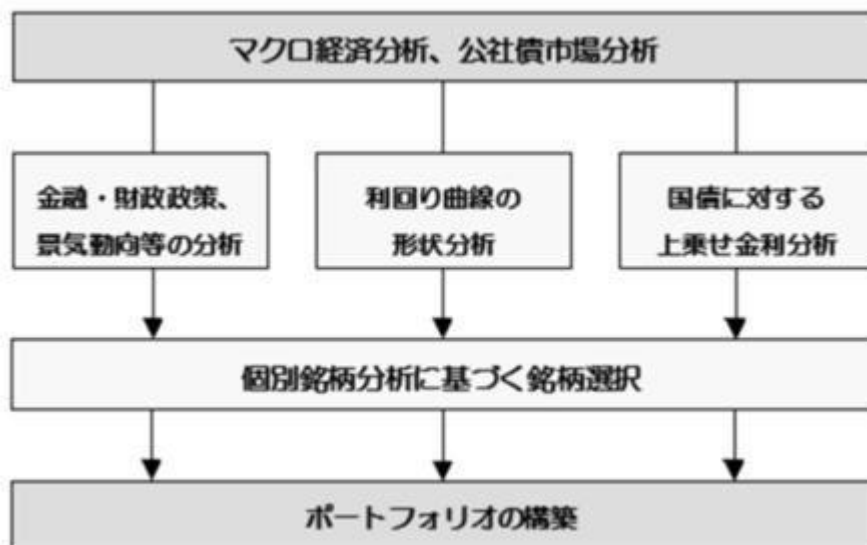 マクロ経済分析、公社債市場分析
金融・財政政策、
景気動向等の分析
利回り曲線の
形状分析
国債に対する
上乗せ金利分析
個別銘柄分析に基づく銘柄選択
ポートフォリオの構築